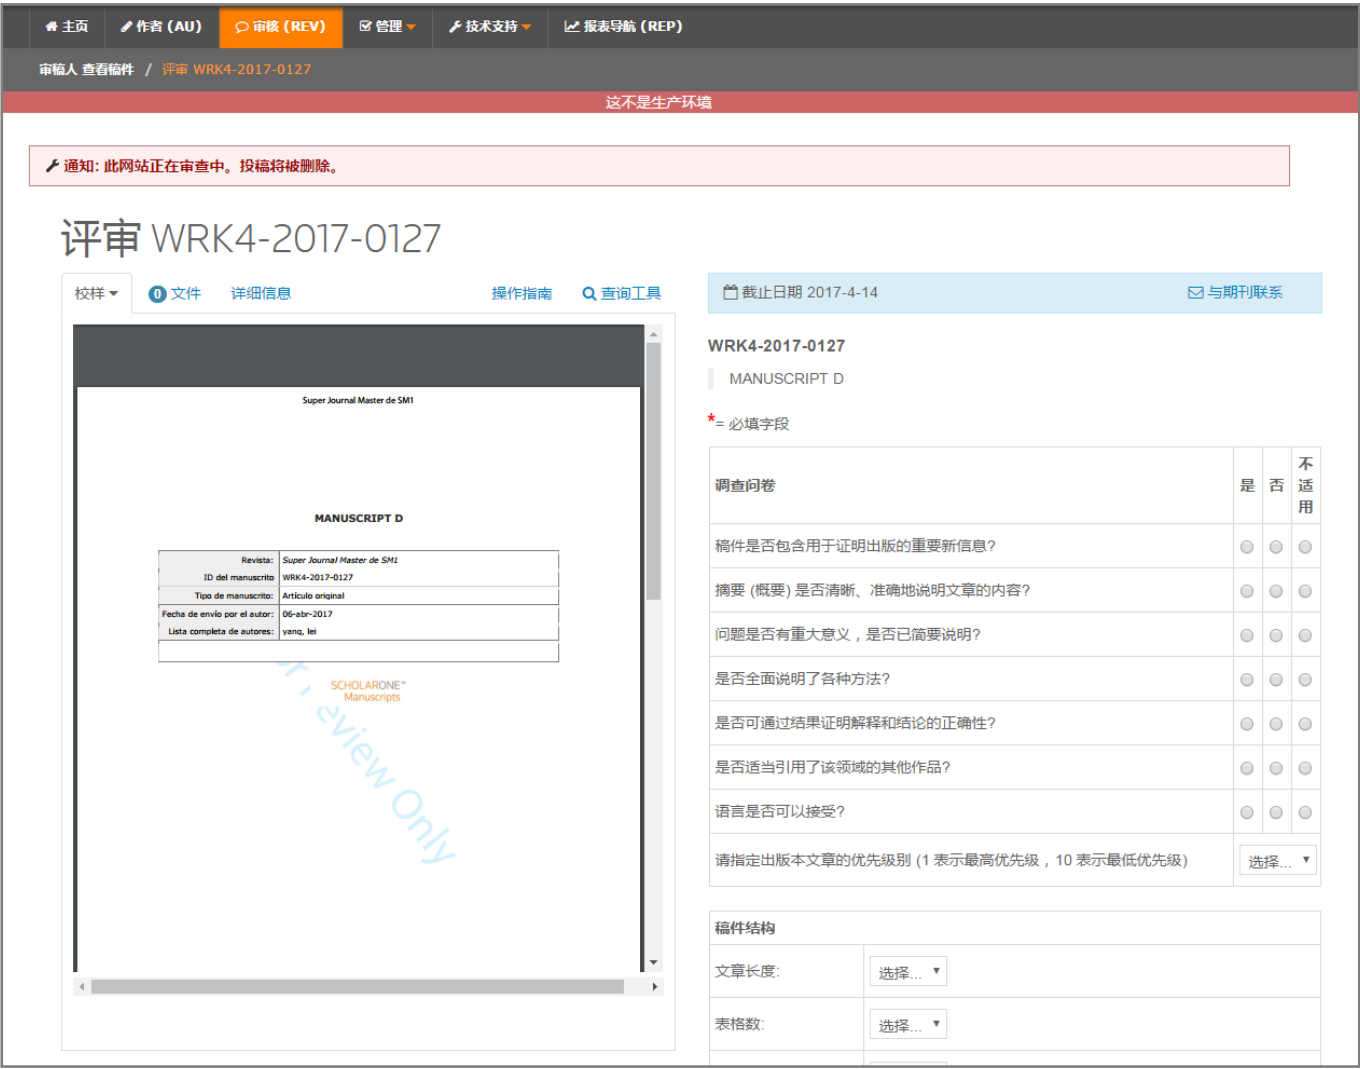 主页 作者 (AU) 审核 (REV) 管理 技术支持 报表导航 (REP)
审稿人 查看稿件 / 评审 WRK4-2017-0127
这不是生产环境
通知: 此网站正在审查中。投稿将被删除。
评审 WRK4-2017-0127
校样 0 文件 详细信息 操作指南 查询工具
Super Journal Master de SM1
MANUSCRIPT D
Revista: Super Journal Master de SM1
ID del manuscrito WRK4-2017-0127
Tipo de manuscrito: Artículo original
Fecha de envío por el autor: 06-abr-2017
Lista completa de autores: yang, lei
SCHOLARONE™
Manuscripts
For Review Only
截止日期 2017-4-14 与期刊联系
WRK4-2017-0127
MANUSCRIPT D
*= 必填字段
调查问卷 是 否 不适用
稿件是否包含用于证明出版的重要新信息?
摘要 (概要) 是否清晰、准确地说明文章的内容?
问题是否有重大意义，是否已简要说明?
是否全面说明了各种方法?
是否可通过结果证明解释和结论的正确性?
是否适当引用了该领域的其他作品?
语言是否可以接受?
请指定出版本文章的优先级别 (1 表示最高优先级，10 表示最低优先级) 选择...
稿件结构
文章长度: 选择...
表格数: 选择...